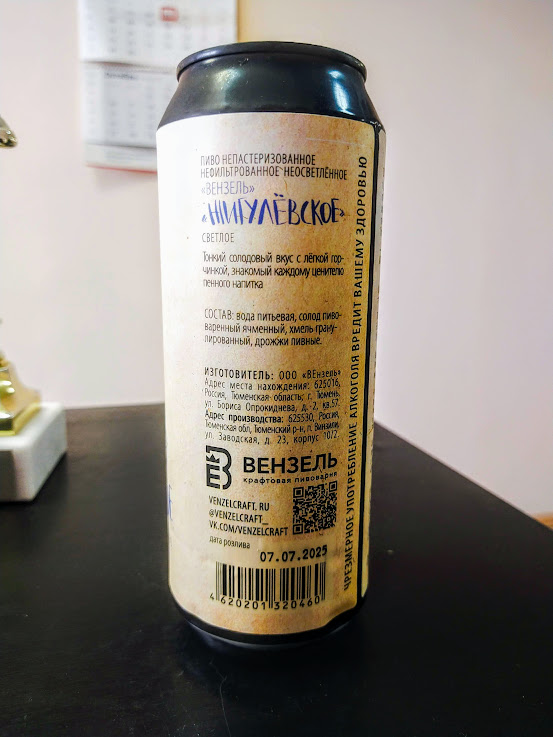 ПИВО НЕПАСТЕРИЗОВАННОЕ
НЕФИЛЬТРОВАННОЕ НЕОСВЕТЛЁННОЕ
«ВЕНЗЕЛЬ»
«ЖИГУЛЁВСКОЕ»
СВЕТЛОЕ
Тонкий солодовый вкус с лёгкой гор-
чинкой, знакомый каждому ценителю
пенного напитка
СОСТАВ: вода питьевая, солод пиво-
варенный ячменный, хмель грану-
лированный, дрожжи пивные.
ИЗГОТОВИТЕЛЬ: ООО «ВЕнзель»
Адрес места нахождения: 625016,
Россия, Тюменская область, г. Тюмень,
ул. Бориса Опрокиднева, д.-2, кв.57
Адрес производства: 625530, Россия,
Тюменская обл, Тюменский р-н, п. Винзили,
ул. Заводская, д. 23, корпус 10/2
ВЕНЗЕЛЬ
крафтовая пивоварня
VENZELCRAFT.RU
@VENZELCRAFT_
VK.COM/VENZELCRAFT
дата розлива
07.07.2025
4 620201 320460
ЧРЕЗМЕРНОЕ УПОТРЕБЛЕНИЕ АЛКОГОЛЯ ВРЕДИТ ВАШЕМУ ЗДОРОВЬЮ